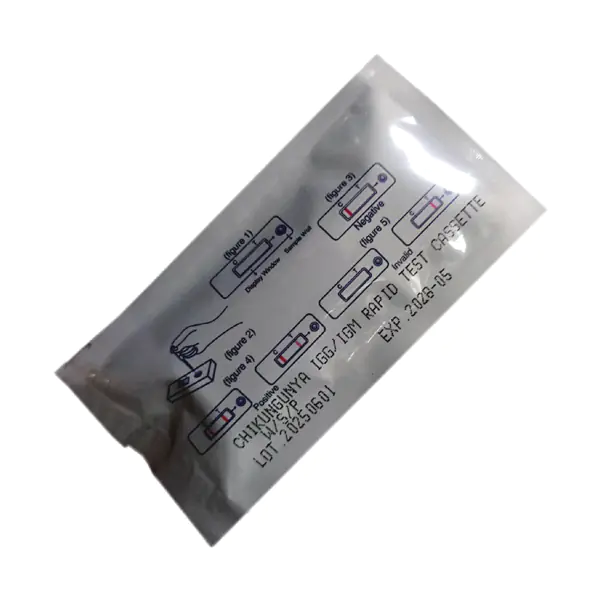 (figure 1)
Display Window
Sample Well
(figure 2)
(figure 3)
C T
Negative
(figure 4)
C T
C T
Positive
(figure 5)
C T
C T
Invalid
CHIKUNGUNYA IGG/IGM RAPID TEST CASSETTE
W/S/P
LOT.20250601
EXP.2028-05